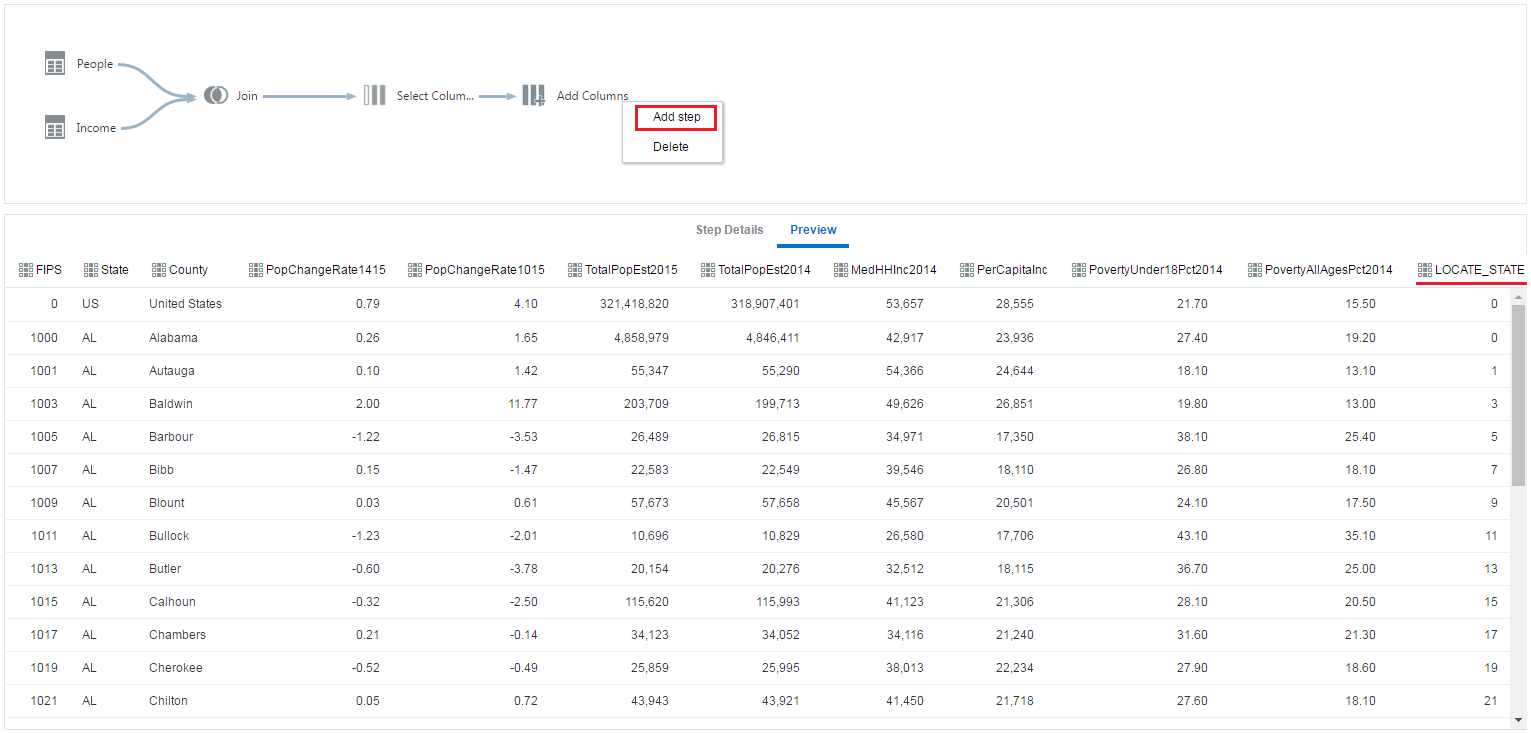 People
Income
Join
Select Colum...
Add Columns
Add step
Delete
Step Details Preview
FIPS State County PopChangeRate1415 PopChangeRate1015 TotalPopEst2015 TotalPopEst2014 MedHHInc2014 PerCapitaInc PovertyUnder18Pct2014 PovertyAllAgesPct2014 LOCATE_STATE
0 US United States 0.79 4.10 321,418,820 318,907,401 53,657 28,555 21.70 15.50 0
1000 AL Alabama 0.26 1.65 4,858,979 4,846,411 42,917 23,936 27.40 19.20 0
1001 AL Autauga 0.10 1.42 55,347 55,290 54,366 24,644 18.10 13.10 1
1003 AL Baldwin 2.00 11.77 203,709 199,713 49,626 26,851 19.80 13.00 3
1005 AL Barbour -1.22 -3.53 26,489 26,815 34,971 17,350 38.10 25.40 5
1007 AL Bibb 0.15 -1.47 22,583 22,549 39,546 18,110 26.80 18.10 7
1009 AL Blount 0.03 0.61 57,673 57,658 45,567 20,501 24.10 17.50 9
1011 AL Bullock -1.23 -2.01 10,696 10,829 26,580 17,706 43.10 35.10 11
1013 AL Butler -0.60 -3.78 20,154 20,276 32,512 18,115 36.70 25.00 13
1015 AL Calhoun -0.32 -2.50 115,620 115,993 41,123 21,306 28.10 20.50 15
1017 AL Chambers 0.21 -0.14 34,123 34,052 34,116 21,240 31.60 21.30 17
1019 AL Cherokee -0.52 -0.49 25,859 25,995 38,013 22,234 27.90 18.60 19
1021 AL Chilton 0.05 0.72 43,943 43,921 41,450 21,718 27.60 18.10 21